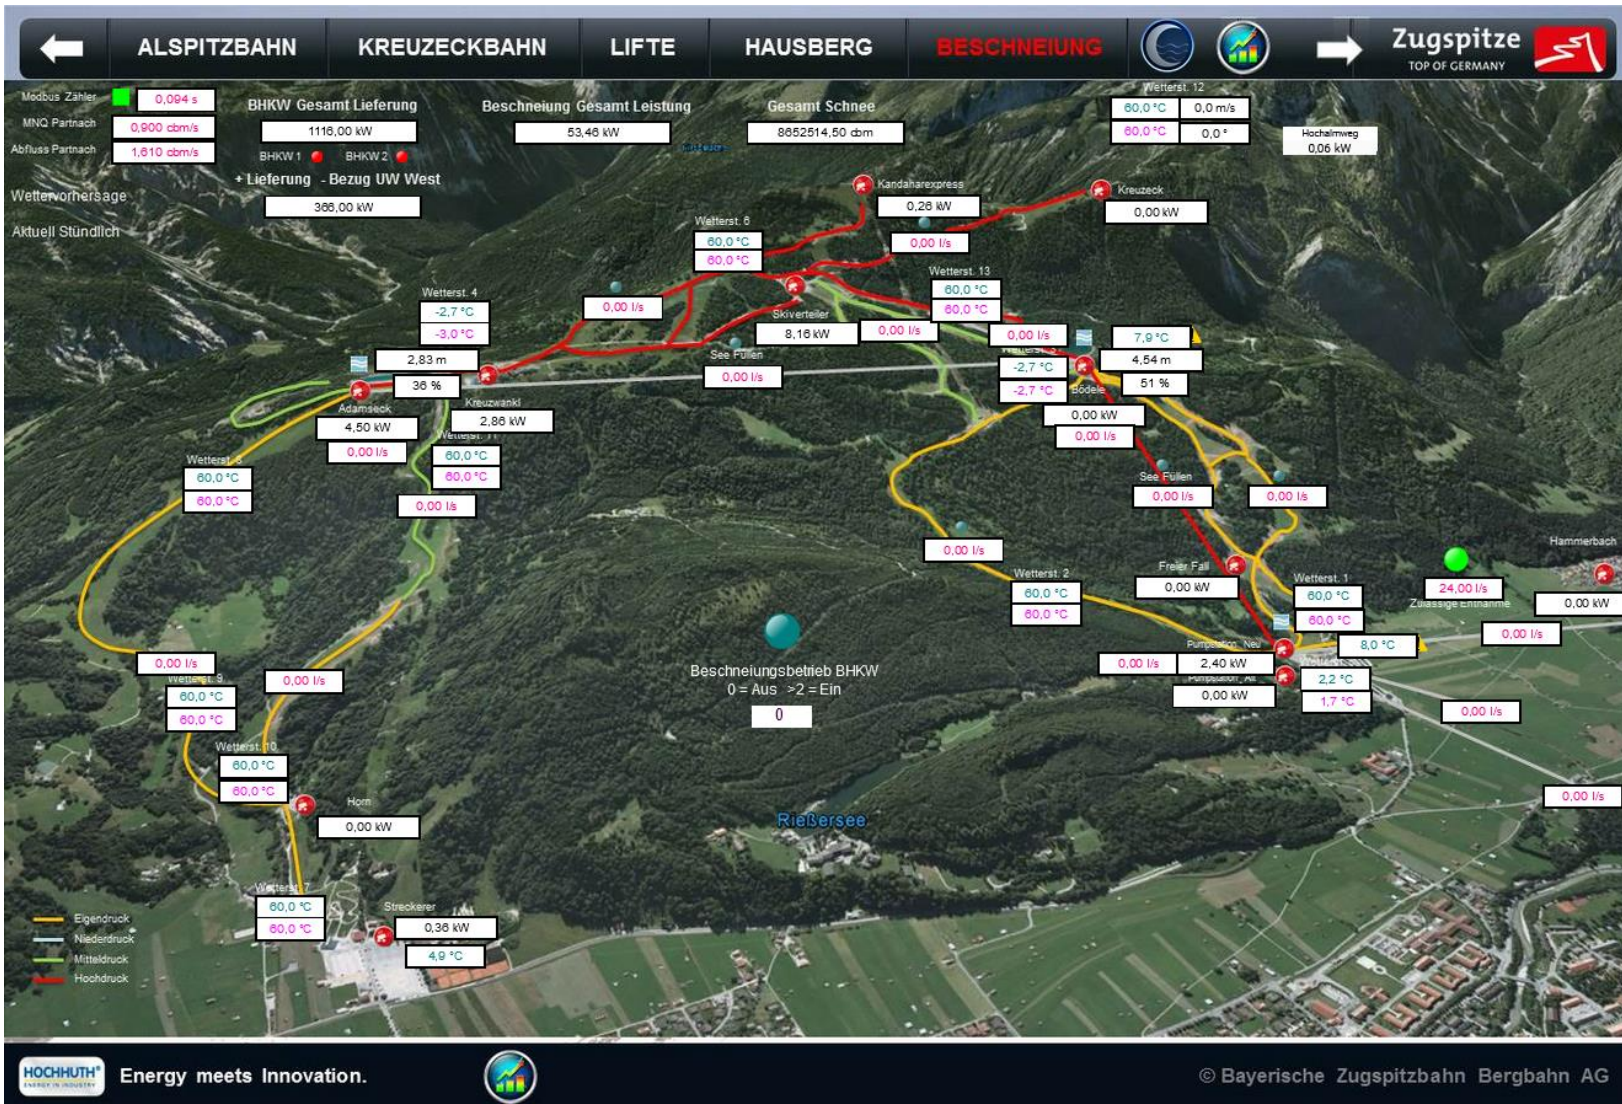 ALSPITZBAHN
KREUZECKBAHN
LIFTE
HAUSBERG
BESCHNEIUNG
Zugspitze
TOP OF GERMANY
Modbus Zähler
0,094 s
MNQ Partnach
0,900 cbm/s
Abfluss Partnach
1,610 cbm/s
Wettervorhersage
Aktuell Stündlich
BHKW Gesamt Lieferung
1116,00 kW
BHKW 1
BHKW 2
+ Lieferung - Bezug UW West
366,00 kW
Beschneiung Gesamt Leistung
53,46 kW
Gesamt Schnee
8652514,50 cbm
Wetterst. 12
60,0 °C
0,0 m/s
60,0 °C
0,0 °
Hochalmweg
0,06 kW
Kandaharexpress
0,26 kW
Kreuzeck
0,00 kW
0,00 l/s
Wetterst. 6
60,0 °C
60,0 °C
Wetterst. 13
60,0 °C
60,0 °C
Wetterst. 4
-2,7 °C
-3,0 °C
0,00 l/s
Skiverteiler
8,16 kW
0,00 l/s
0,00 l/s
7,9 °C
2,83 m
36 %
See Füllen
0,00 l/s
-2,7 °C
-2,7 °C
4,54 m
51 %
Bödele
0,00 kW
0,00 l/s
Adamseck
4,50 kW
0,00 l/s
Kreuzwankl
2,86 kW
Wetterst. 11
60,0 °C
60,0 °C
0,00 l/s
60,0 °C
60,0 °C
See Füllen
0,00 l/s
0,00 l/s
0,00 l/s
Hammerbach
0,00 kW
24,00 l/s
Zulässige Entnahme
0,00 l/s
Freier Fall
0,00 kW
Wetterst. 2
60,0 °C
60,0 °C
Wetterst. 1
60,0 °C
60,0 °C
8,0 °C
Pumpstation Neu
0,00 l/s
2,40 kW
Pumpstation Alt
0,00 kW
2,2 °C
1,7 °C
0,00 l/s
0,00 l/s
Beschneiungsbetrieb BHKW
0 = Aus >2 = Ein
0
0,00 l/s
0,00 l/s
Wetterst. 9
60,0 °C
60,0 °C
Wetterst. 10
60,0 °C
60,0 °C
Horn
0,00 kW
Rießersee
Wetterst. 7
60,0 °C
60,0 °C
Streckerer
0,36 kW
4,9 °C
Eigendruck
Niederdruck
Mitteldruck
Hochdruck
HOCHHUTH®
ENERGY IN INDUSTRY
Energy meets Innovation.
© Bayerische Zugspitzbahn Bergbahn AG